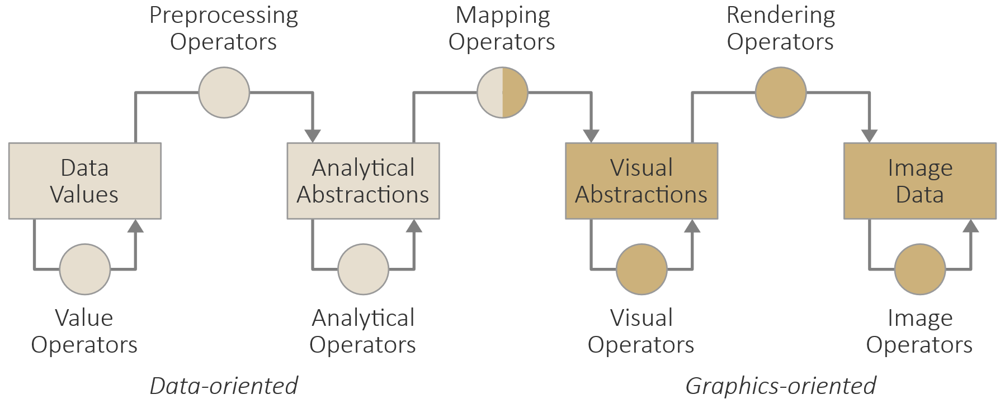 Preprocessing
Operators
Mapping
Operators
Rendering
Operators
Data
Values
Analytical
Abstractions
Visual
Abstractions
Image
Data
Value
Operators
Analytical
Operators
Visual
Operators
Image
Operators
Data-oriented
Graphics-oriented